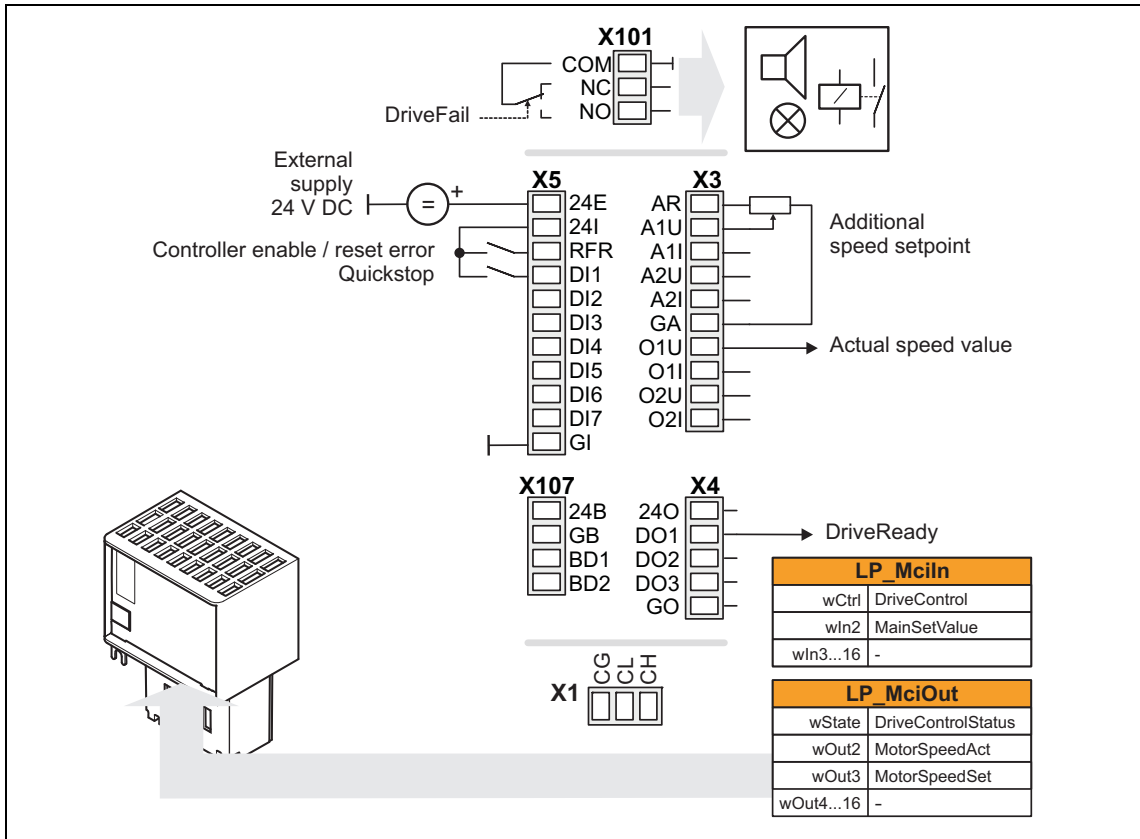 X101
COM
NC
NO
DriveFail
External
supply
24 V DC
=
+
Controller enable / reset error
Quickstop
X5
24E
24I
RFR
DI1
DI2
DI3
DI4
DI5
DI6
DI7
GI
X3
AR
A1U
A1I
A2U
A2I
GA
O1U
O1I
O2U
O2I
Additional
speed setpoint
Actual speed value
X107
24B
GB
BD1
BD2
X4
24O
DO1
DO2
DO3
GO
DriveReady
LP_MciIn
wCtrl DriveControl
wIn2 MainSetValue
wIn3...16 -
X1
CG
CL
CH
LP_MciOut
wState DriveControlStatus
wOut2 MotorSpeedAct
wOut3 MotorSpeedSet
wOut4...16 -